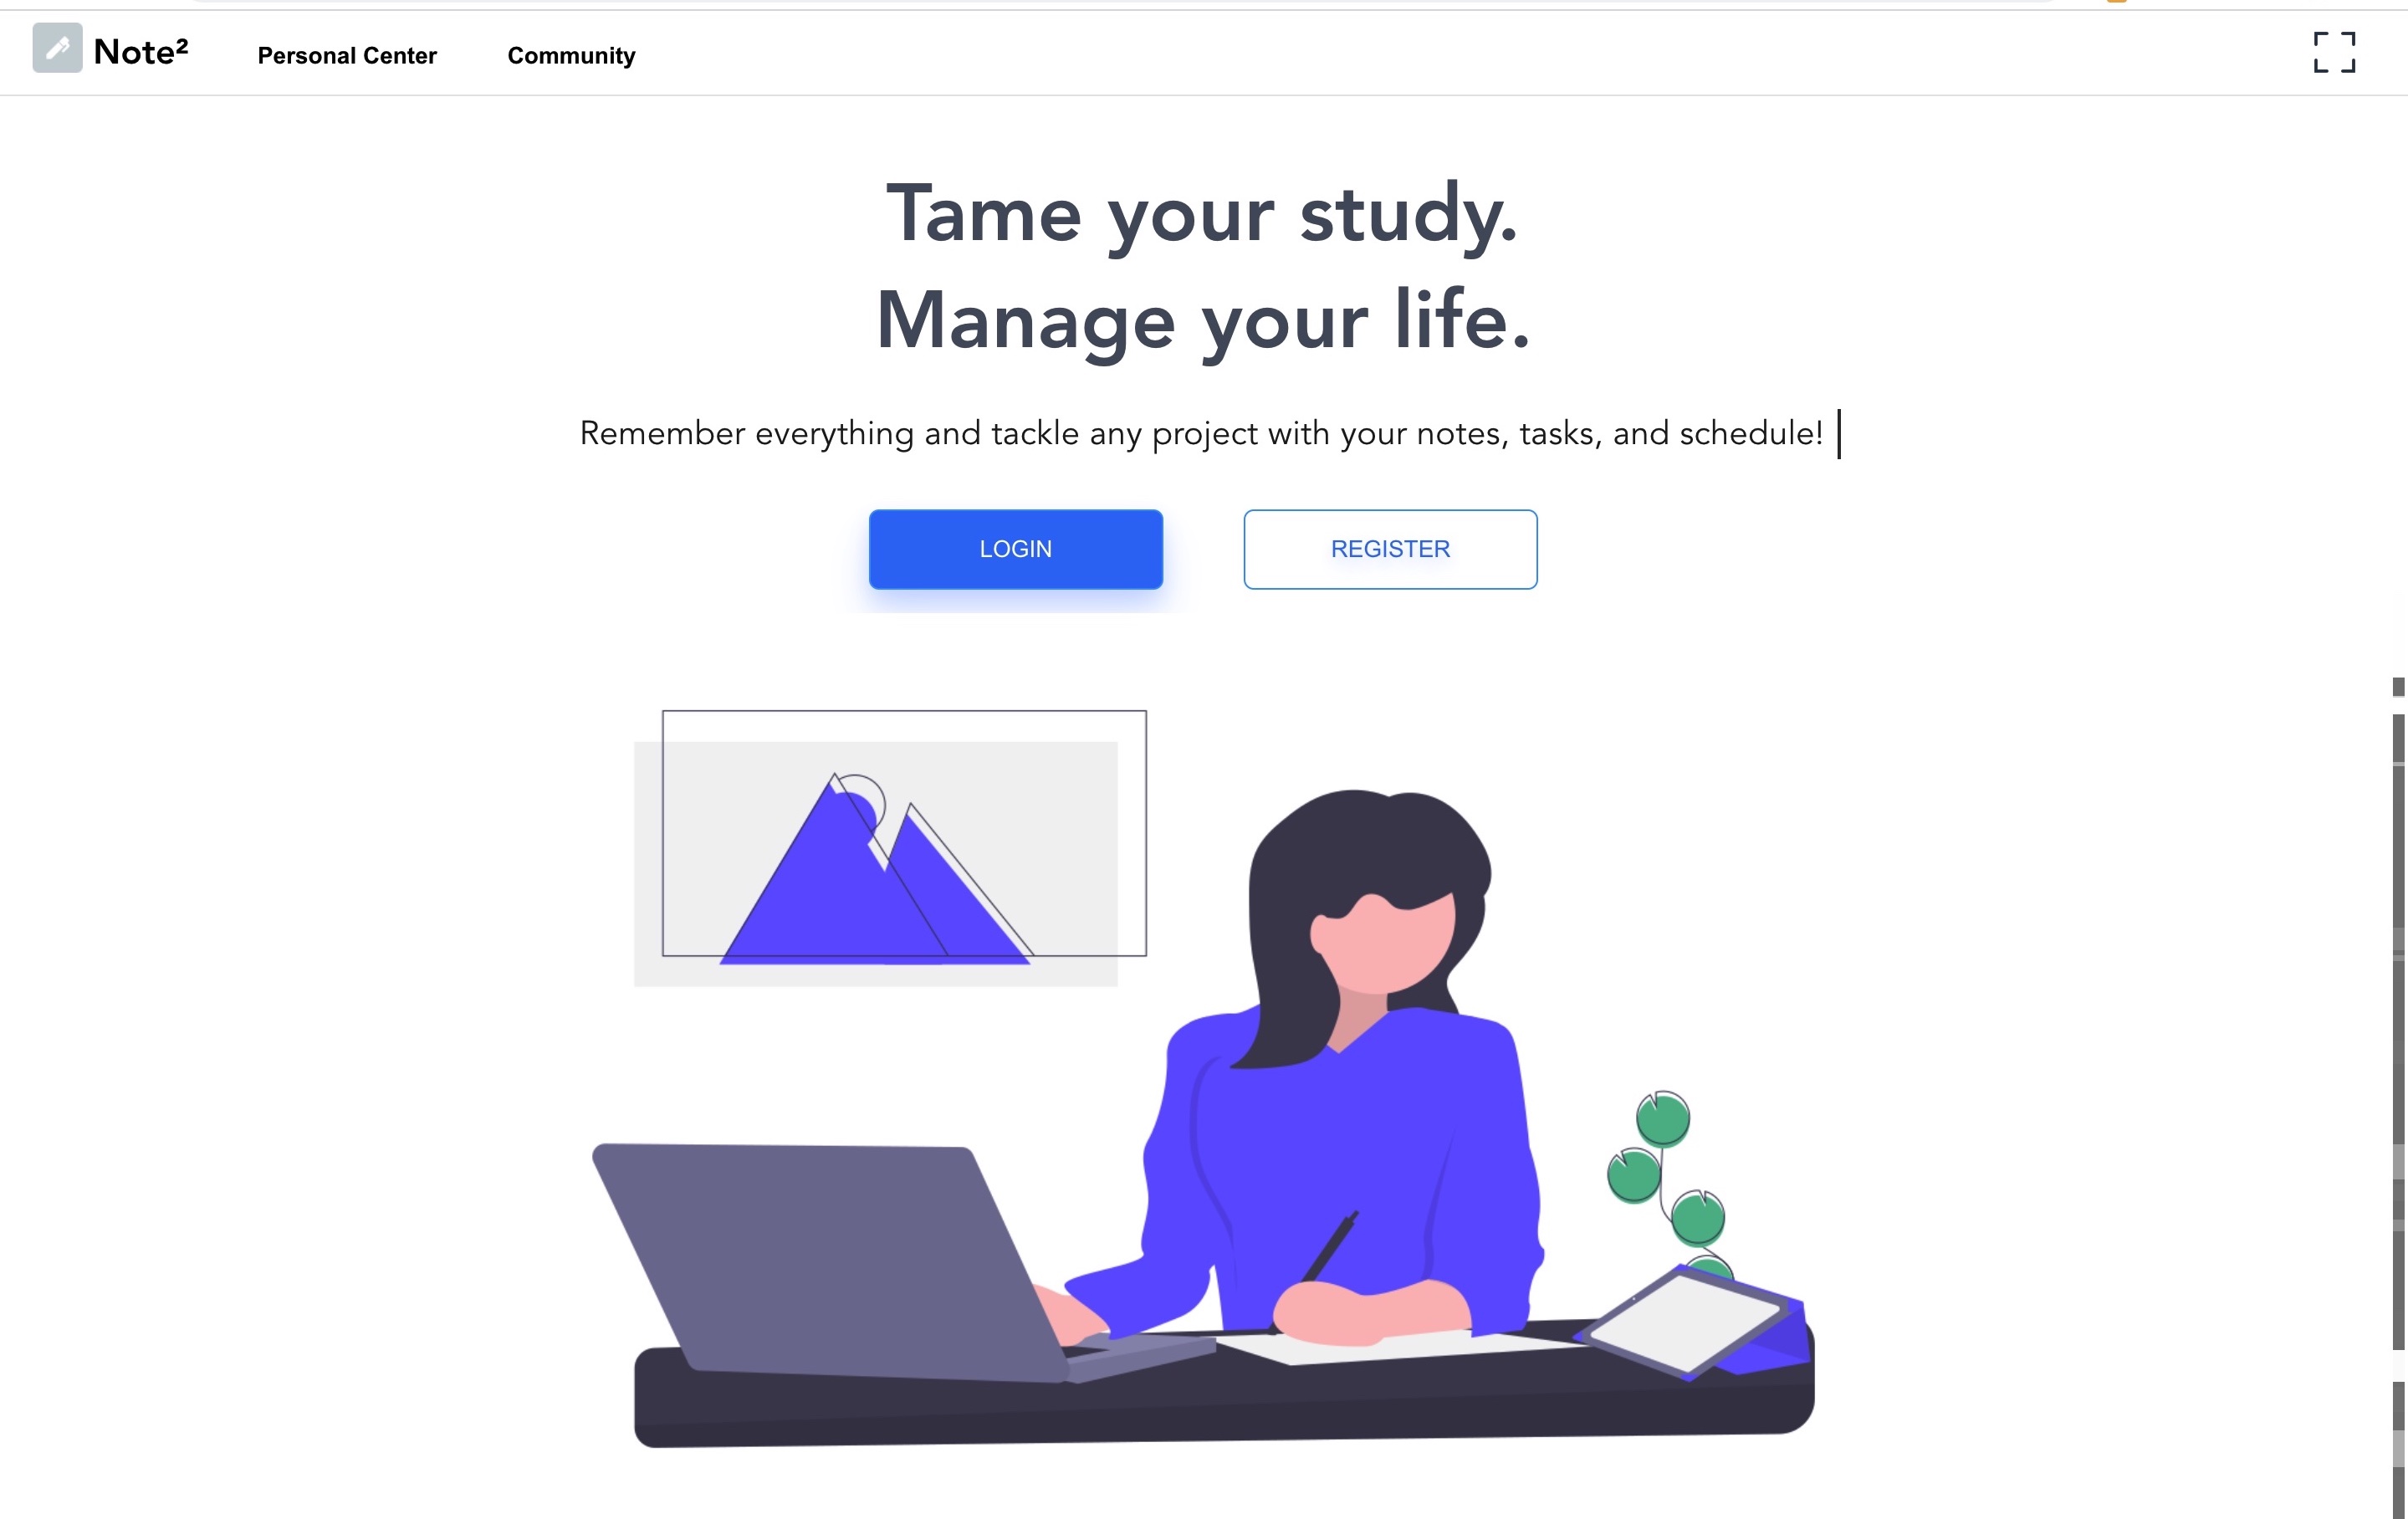 Note²
Personal Center
Community
Tame your study.
Manage your life.
Remember everything and tackle any project with your notes, tasks, and schedule!
LOGIN
REGISTER